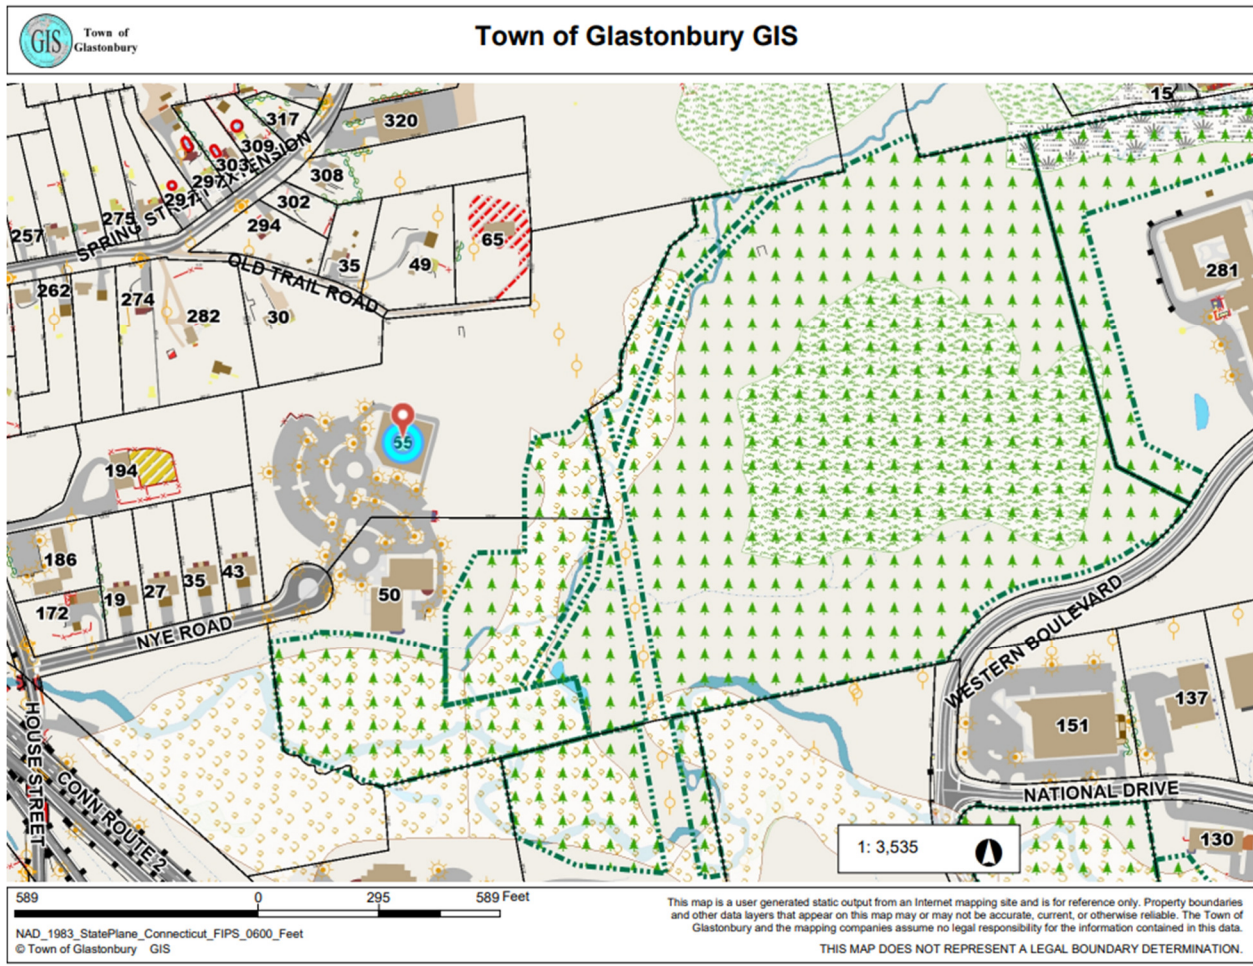 GIS
Town of
Glastonbury
Town of Glastonbury GIS
15
317
320
309
303
297
297
308
302
275
SPRING STREET EXTENSION
257
294
65
49
35
OLD TRAIL ROAD
281
262
274
282
30
55
194
186
43
35
27
19
172
50
NYE ROAD
WESTERN BOULEVARD
137
151
HOUSE STREET
CONN ROUTE 2
NATIONAL DRIVE
130
1: 3,535
589
0
295
589 Feet
NAD_1983_StatePlane_Connecticut_FIPS_0600_Feet
© Town of Glastonbury GIS
This map is a user generated static output from an Internet mapping site and is for reference only. Property boundaries
and other data layers that appear on this map may or may not be accurate, current, or otherwise reliable. The Town of
Glastonbury and the mapping companies assume no legal responsibility for the information contained in this data.
THIS MAP DOES NOT REPRESENT A LEGAL BOUNDARY DETERMINATION.